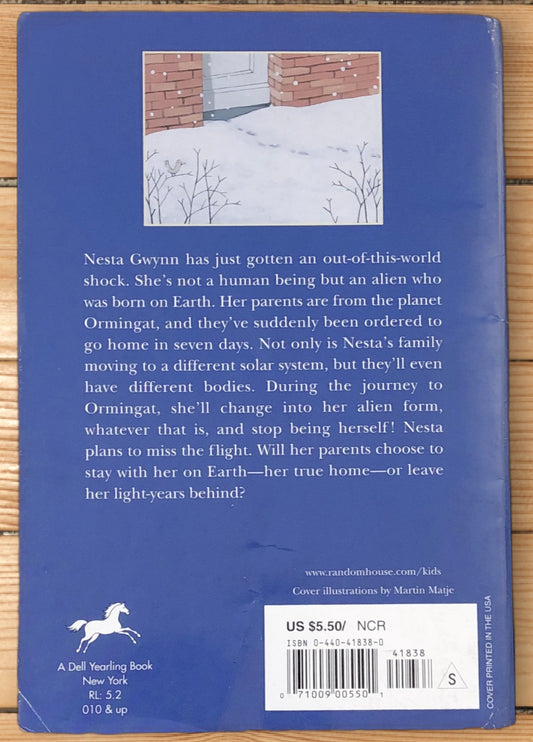 Nesta Gwynn has just gotten an out-of-this-world
shock. She's not a human being but an alien who
was born on Earth. Her parents are from the planet
Ormingat, and they've suddenly been ordered to
go home in seven days. Not only is Nesta's family
moving to a different solar system, but they'll even
have different bodies. During the journey to
Ormingat, she'll change into her alien form,
whatever that is, and stop being herself! Nesta
plans to miss the flight. Will her parents choose to
stay with her on Earth—her true home—or leave
her light-years behind?
www.randomhouse.com/kids
Cover illustrations by Martin Matje
A Dell Yearling Book
New York
RL: 5.2
010 & up
US $5.50/ NCR
ISBN 0-440-41838-0
41838
0 71009 00550 1
S
COVER PRINTED IN THE USA